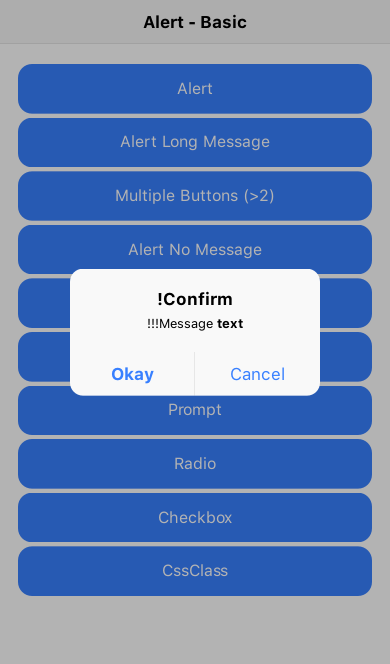 Alert - Basic
Alert
Alert Long Message
Multiple Buttons (>2)
Alert No Message
!Confirm
!!!Message text
Okay
Cancel
Prompt
Radio
Checkbox
CssClass